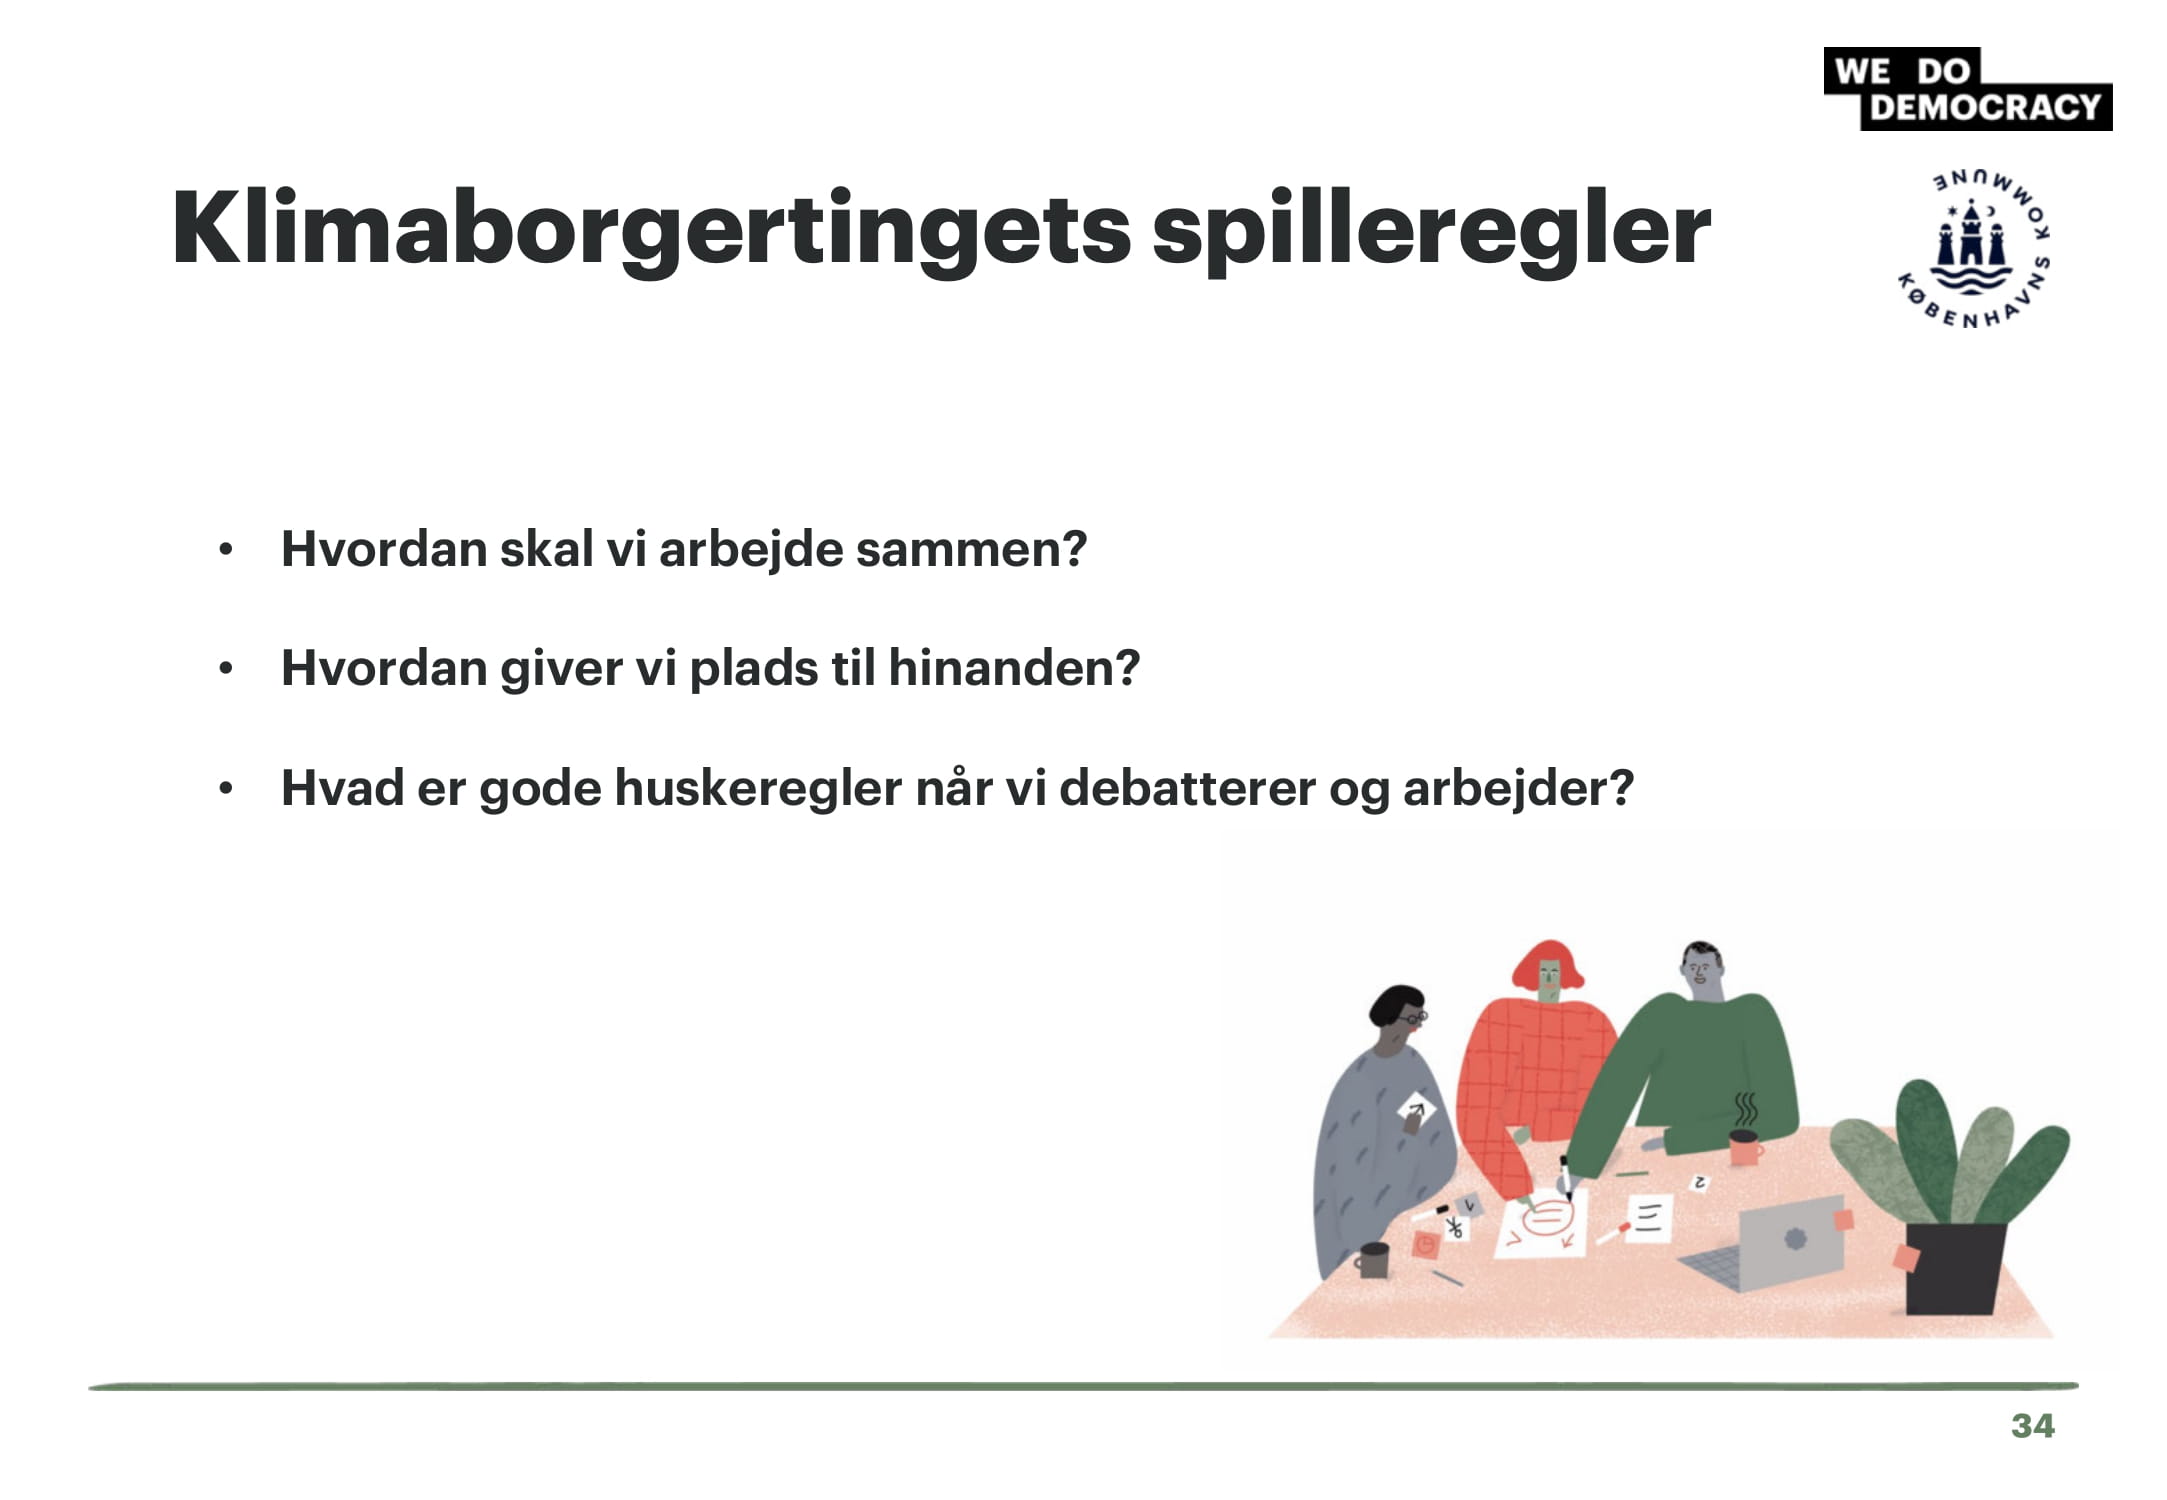 WE DO
DEMOCRACY
Klimaborgertingets spilleregler
KØBENHAVNS KOMMUNE
• Hvordan skal vi arbejde sammen?
• Hvordan giver vi plads til hinanden?
• Hvad er gode huskeregler når vi debatterer og arbejder?
2
34